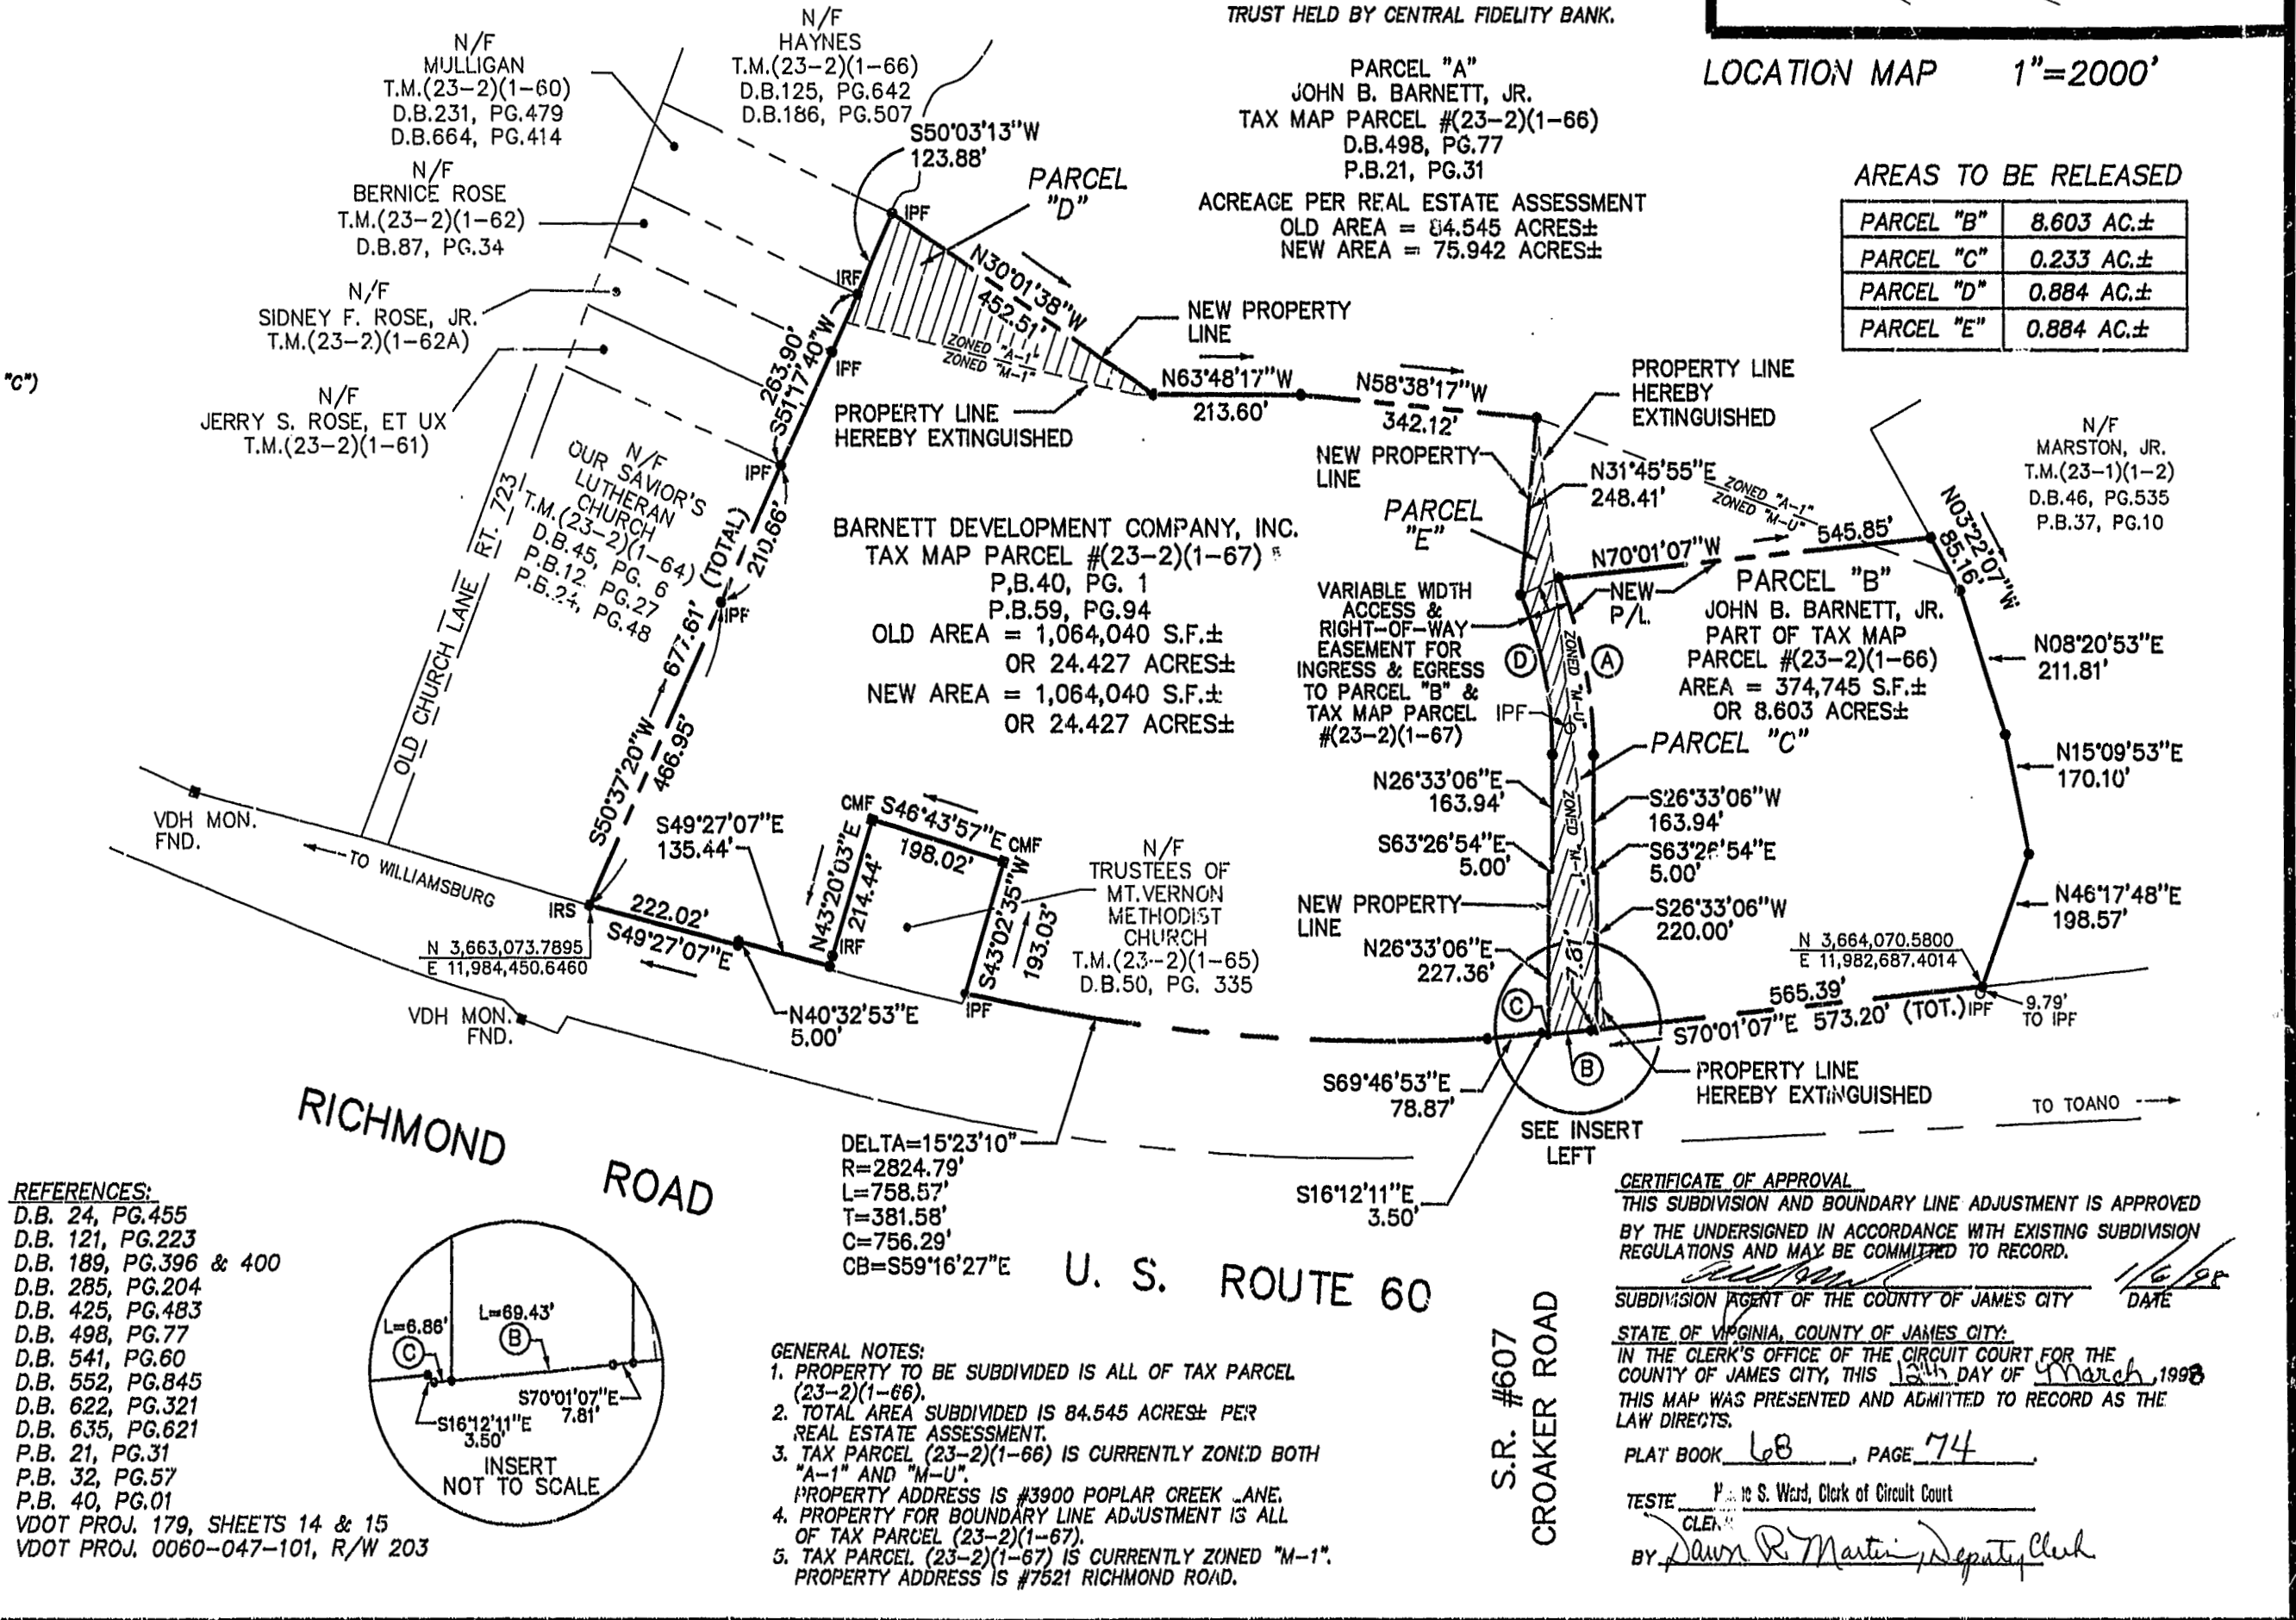 TRUST HELD BY CENTRAL FIDELITY BANK.
LOCATION MAP 1"=2000'
N/F
MULLIGAN
T.M.(23-2)(1-60)
D.B.231, PG.479
D.B.664, PG.414
N/F
HAYNES
T.M.(23-2)(1-66)
D.B.125, PG.642
D.B.186, PG.507
N/F
BERNICE ROSE
T.M.(23-2)(1-62)
D.B.87, PG.34
N/F
SIDNEY F. ROSE, JR.
T.M.(23-2)(1-62A)
N/F
JERRY S. ROSE, ET UX
T.M.(23-2)(1-61)
"C")
S50°03'13"W
123.88'
PARCEL
"D"
IPF
IRF
IPF
IPF
IPF
N30°01'38"W
452.51'
ZONED "A-1"
ZONED "M-1"
263.90'
S51°17'40"W
NEW PROPERTY
LINE
PROPERTY LINE
HEREBY EXTINGUISHED
PARCEL "A"
JOHN B. BARNETT, JR.
TAX MAP PARCEL #(23-2)(1-66)
D.B.498, PG.77
P.B.21, PG.31
ACREAGE PER REAL ESTATE ASSESSMENT
OLD AREA = 84.545 ACRES±
NEW AREA = 75.942 ACRES±
AREAS TO BE RELEASED
PARCEL "B" 8.603 AC.±
PARCEL "C" 0.233 AC.±
PARCEL "D" 0.884 AC.±
PARCEL "E" 0.884 AC.±
N63°48'17"W
213.60'
N58°38'17"W
342.12'
PROPERTY LINE
HEREBY
EXTINGUISHED
NEW PROPERTY
LINE
N31°45'55"E
248.41'
ZONED "A-1"
ZONED "M-U"
PARCEL
"E"
N70°01'07"W
545.85'
N03°22'07"W
85.16'
N/F
MARSTON, JR.
T.M.(23-1)(1-2)
D.B.46, PG.535
P.B.37, PG.10
N/F
OUR SAVIOR'S
LUTHERAN
CHURCH
T.M.(23-2)(1-64)
D.B.45, PG. 6
P.B.12, PG.27
P.B.24, PG.48
OLD CHURCH LANE RT. 723
210.66'
S50°37'20"W 677.61' (TOTAL)
466.95'
BARNETT DEVELOPMENT COMPANY, INC.
TAX MAP PARCEL #(23-2)(1-67)
P,B.40, PG. 1
P.B.59, PG.94
OLD AREA = 1,064,040 S.F.±
OR 24.427 ACRES±
NEW AREA = 1,064,040 S.F.±
OR 24.427 ACRES±
VARIABLE WIDTH
ACCESS &
RIGHT-OF-WAY
EASEMENT FOR
INGRESS & EGRESS
TO PARCEL "B" &
TAX MAP PARCEL
#(23-2)(1-67)
D
A
IPF
NEW
P/L
ZONED "M-U"
ZONED "M-1"
PARCEL "B"
JOHN B. BARNETT, JR.
PART OF TAX MAP
PARCEL #(23-2)(1-66)
AREA = 374,745 S.F.±
OR 8.603 ACRES±
PARCEL "C"
N08°20'53"E
211.81'
N15°09'53"E
170.10'
N46°17'48"E
198.57'
N26°33'06"E
163.94'
S63°26'54"E
5.00'
S26°33'06"W
163.94'
S63°26'54"E
5.00'
NEW PROPERTY
LINE
S26°33'06"W
220.00'
N26°33'06"E
227.36'
7.81'
C
B
N 3,664,070.5800
E 11,982,687.4014
565.39'
S70°01'07"E 573.20' (TOT.)
IPF
9.79'
TO IPF
PROPERTY LINE
HEREBY EXTINGUISHED
TO TOANO
SEE INSERT
LEFT
VDH MON.
FND.
TO WILLIAMSBURG
IRS
N 3,663,073.7895
E 11,984,450.6460
222.02'
S49°27'07"E
S49°27'07"E
135.44'
N43°20'03"E
214.44'
IRF
CMF
S46°43'57"E
198.02'
CMF
S43°02'35"W
193.03'
IPF
N40°32'53"E
5.00'
N/F
TRUSTEES OF
MT.VERNON
METHODIST
CHURCH
T.M.(23-2)(1-65)
D.B.50, PG. 335
VDH MON.
FND.
S69°46'53"E
78.87'
S16°12'11"E
3.50'
DELTA=15°23'10"
R=2824.79'
L=758.57'
T=381.58'
C=756.29'
CB=S59°16'27"E
RICHMOND ROAD
U. S. ROUTE 60
S.R. #607
CROAKER ROAD
REFERENCES:
D.B. 24, PG.455
D.B. 121, PG.223
D.B. 189, PG.396 & 400
D.B. 285, PG.204
D.B. 425, PG.483
D.B. 498, PG.77
D.B. 541, PG.60
D.B. 552, PG.845
D.B. 622, PG.321
D.B. 635, PG.621
P.B. 21, PG.31
P.B. 32, PG.57
P.B. 40, PG.01
VDOT PROJ. 179, SHEETS 14 & 15
VDOT PROJ. 0060-047-101, R/W 203
L=6.86'
C
L=69.43'
B
S70°01'07"E
7.81'
S16°12'11"E
3.50'
INSERT
NOT TO SCALE
GENERAL NOTES:
1. PROPERTY TO BE SUBDIVIDED IS ALL OF TAX PARCEL
(23-2)(1-66).
2. TOTAL AREA SUBDIVIDED IS 84.545 ACRES± PER
REAL ESTATE ASSESSMENT.
3. TAX PARCEL (23-2)(1-66) IS CURRENTLY ZONED BOTH
"A-1" AND "M-U".
PROPERTY ADDRESS IS #3900 POPLAR CREEK LANE.
4. PROPERTY FOR BOUNDARY LINE ADJUSTMENT IS ALL
OF TAX PARCEL (23-2)(1-67).
5. TAX PARCEL (23-2)(1-67) IS CURRENTLY ZONED "M-1".
PROPERTY ADDRESS IS #7521 RICHMOND ROAD.
CERTIFICATE OF APPROVAL
THIS SUBDIVISION AND BOUNDARY LINE ADJUSTMENT IS APPROVED
BY THE UNDERSIGNED IN ACCORDANCE WITH EXISTING SUBDIVISION
REGULATIONS AND MAY BE COMMITTED TO RECORD.
1/6/98
SUBDIVISION AGENT OF THE COUNTY OF JAMES CITY DATE
STATE OF VIRGINIA, COUNTY OF JAMES CITY:
IN THE CLERK'S OFFICE OF THE CIRCUIT COURT FOR THE
COUNTY OF JAMES CITY, THIS 12th DAY OF March, 1998
THIS MAP WAS PRESENTED AND ADMITTED TO RECORD AS THE
LAW DIRECTS.
PLAT BOOK 68, PAGE 74.
TESTE S. Ward, Clerk of Circuit Court
CLERK
BY Dawn R. Martin, Deputy Clerk